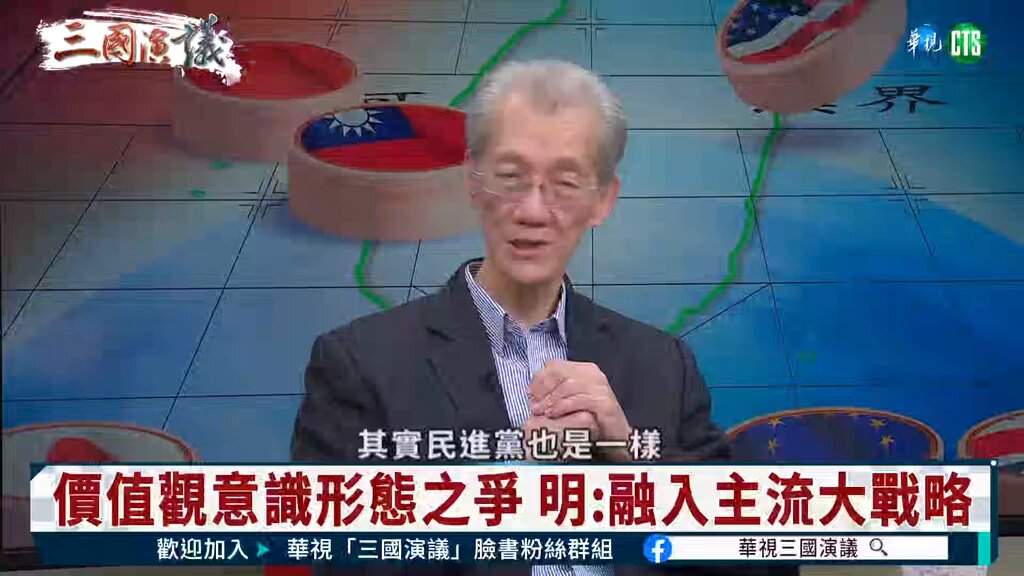 三國演議
華視 CTS
界
其實民進黨也是一樣
價值觀意識形態之爭 明:融入主流大戰略
歡迎加入 華視「三國演議」臉書粉絲群組 華視三國演議